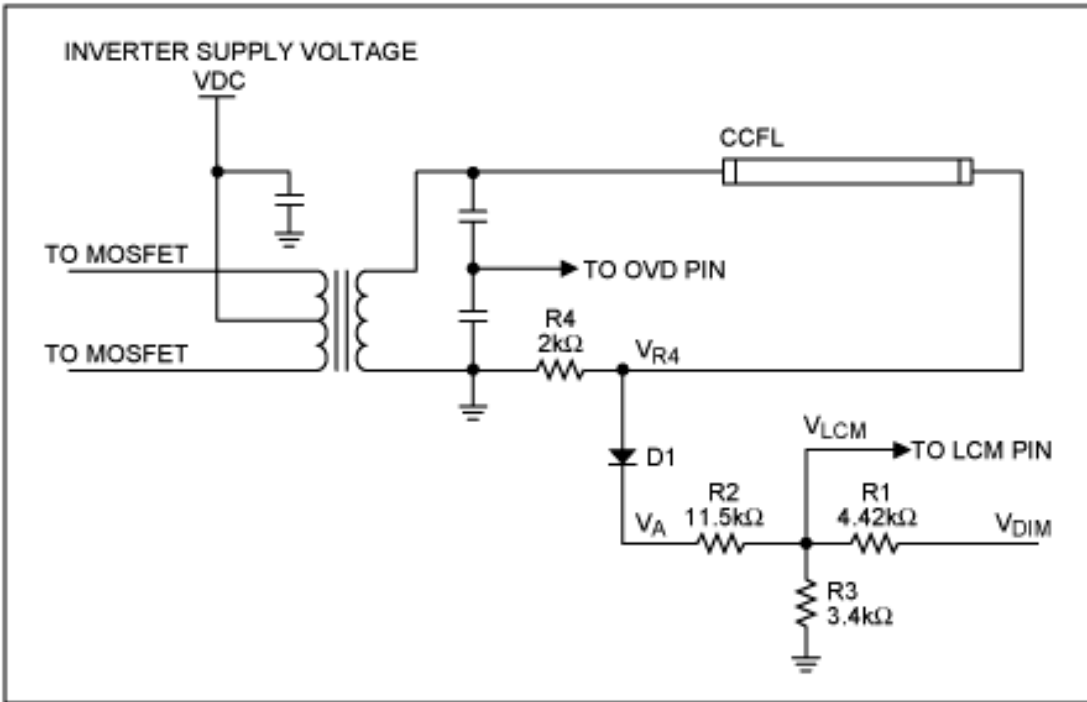 INVERTER SUPPLY VOLTAGE
VDC
CCFL
TO MOSFET
TO OVD PIN
R4
2kΩ
VR4
TO MOSFET
VLCM
TO LCM PIN
D1
R2
11.5kΩ
R1
4.42kΩ
VA
VDIM
R3
3.4kΩ